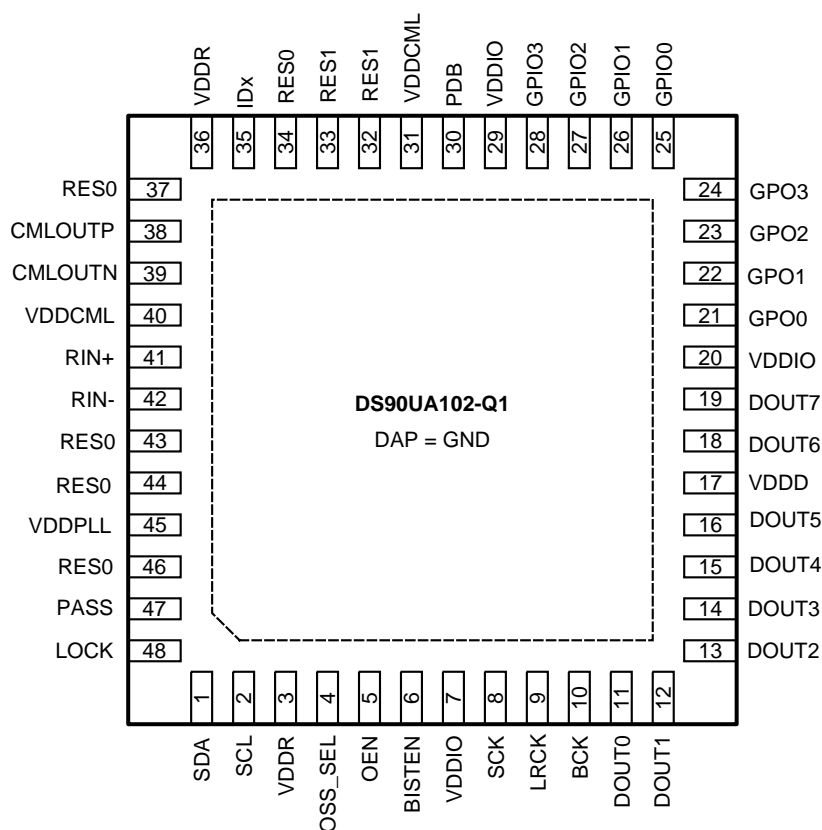 VDDR
IDx
RES0
RES1
RES1
VDDCML
PDB
VDDIO
GPIO3
GPIO2
GPIO1
GPIO0
36
35
34
33
32
31
30
29
28
27
26
25
RES0 37
CMLOUTP 38
CMLOUTN 39
VDDCML 40
RIN+ 41
RIN- 42
RES0 43
RES0 44
VDDPLL 45
RES0 46
PASS 47
LOCK 48
DS90UA102-Q1
DAP = GND
24 GPO3
23 GPO2
22 GPO1
21 GPO0
20 VDDIO
19 DOUT7
18 DOUT6
17 VDDD
16 DOUT5
15 DOUT4
14 DOUT3
13 DOUT2
1
2
3
4
5
6
7
8
9
10
11
12
SDA
SCL
VDDR
OSS_SEL
OEN
BISTEN
VDDIO
SCK
LRCK
BCK
DOUT0
DOUT1